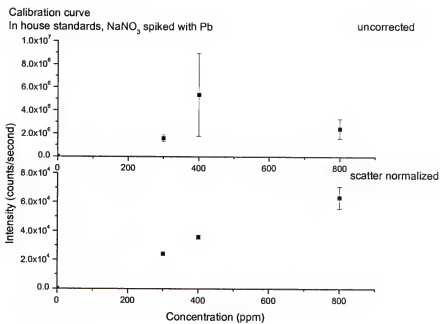 Calibration curve
In house standards, NaNO3 spiked with Pb
uncorrected
1.0x10^7
8.0x10^6
6.0x10^6
4.0x10^6
2.0x10^6
0.0
0 200 400 600 800
scatter normalized
8.0x10^4
6.0x10^4
4.0x10^4
2.0x10^4
0.0
0 200 400 600 800
Intensity (counts/second)
Concentration (ppm)